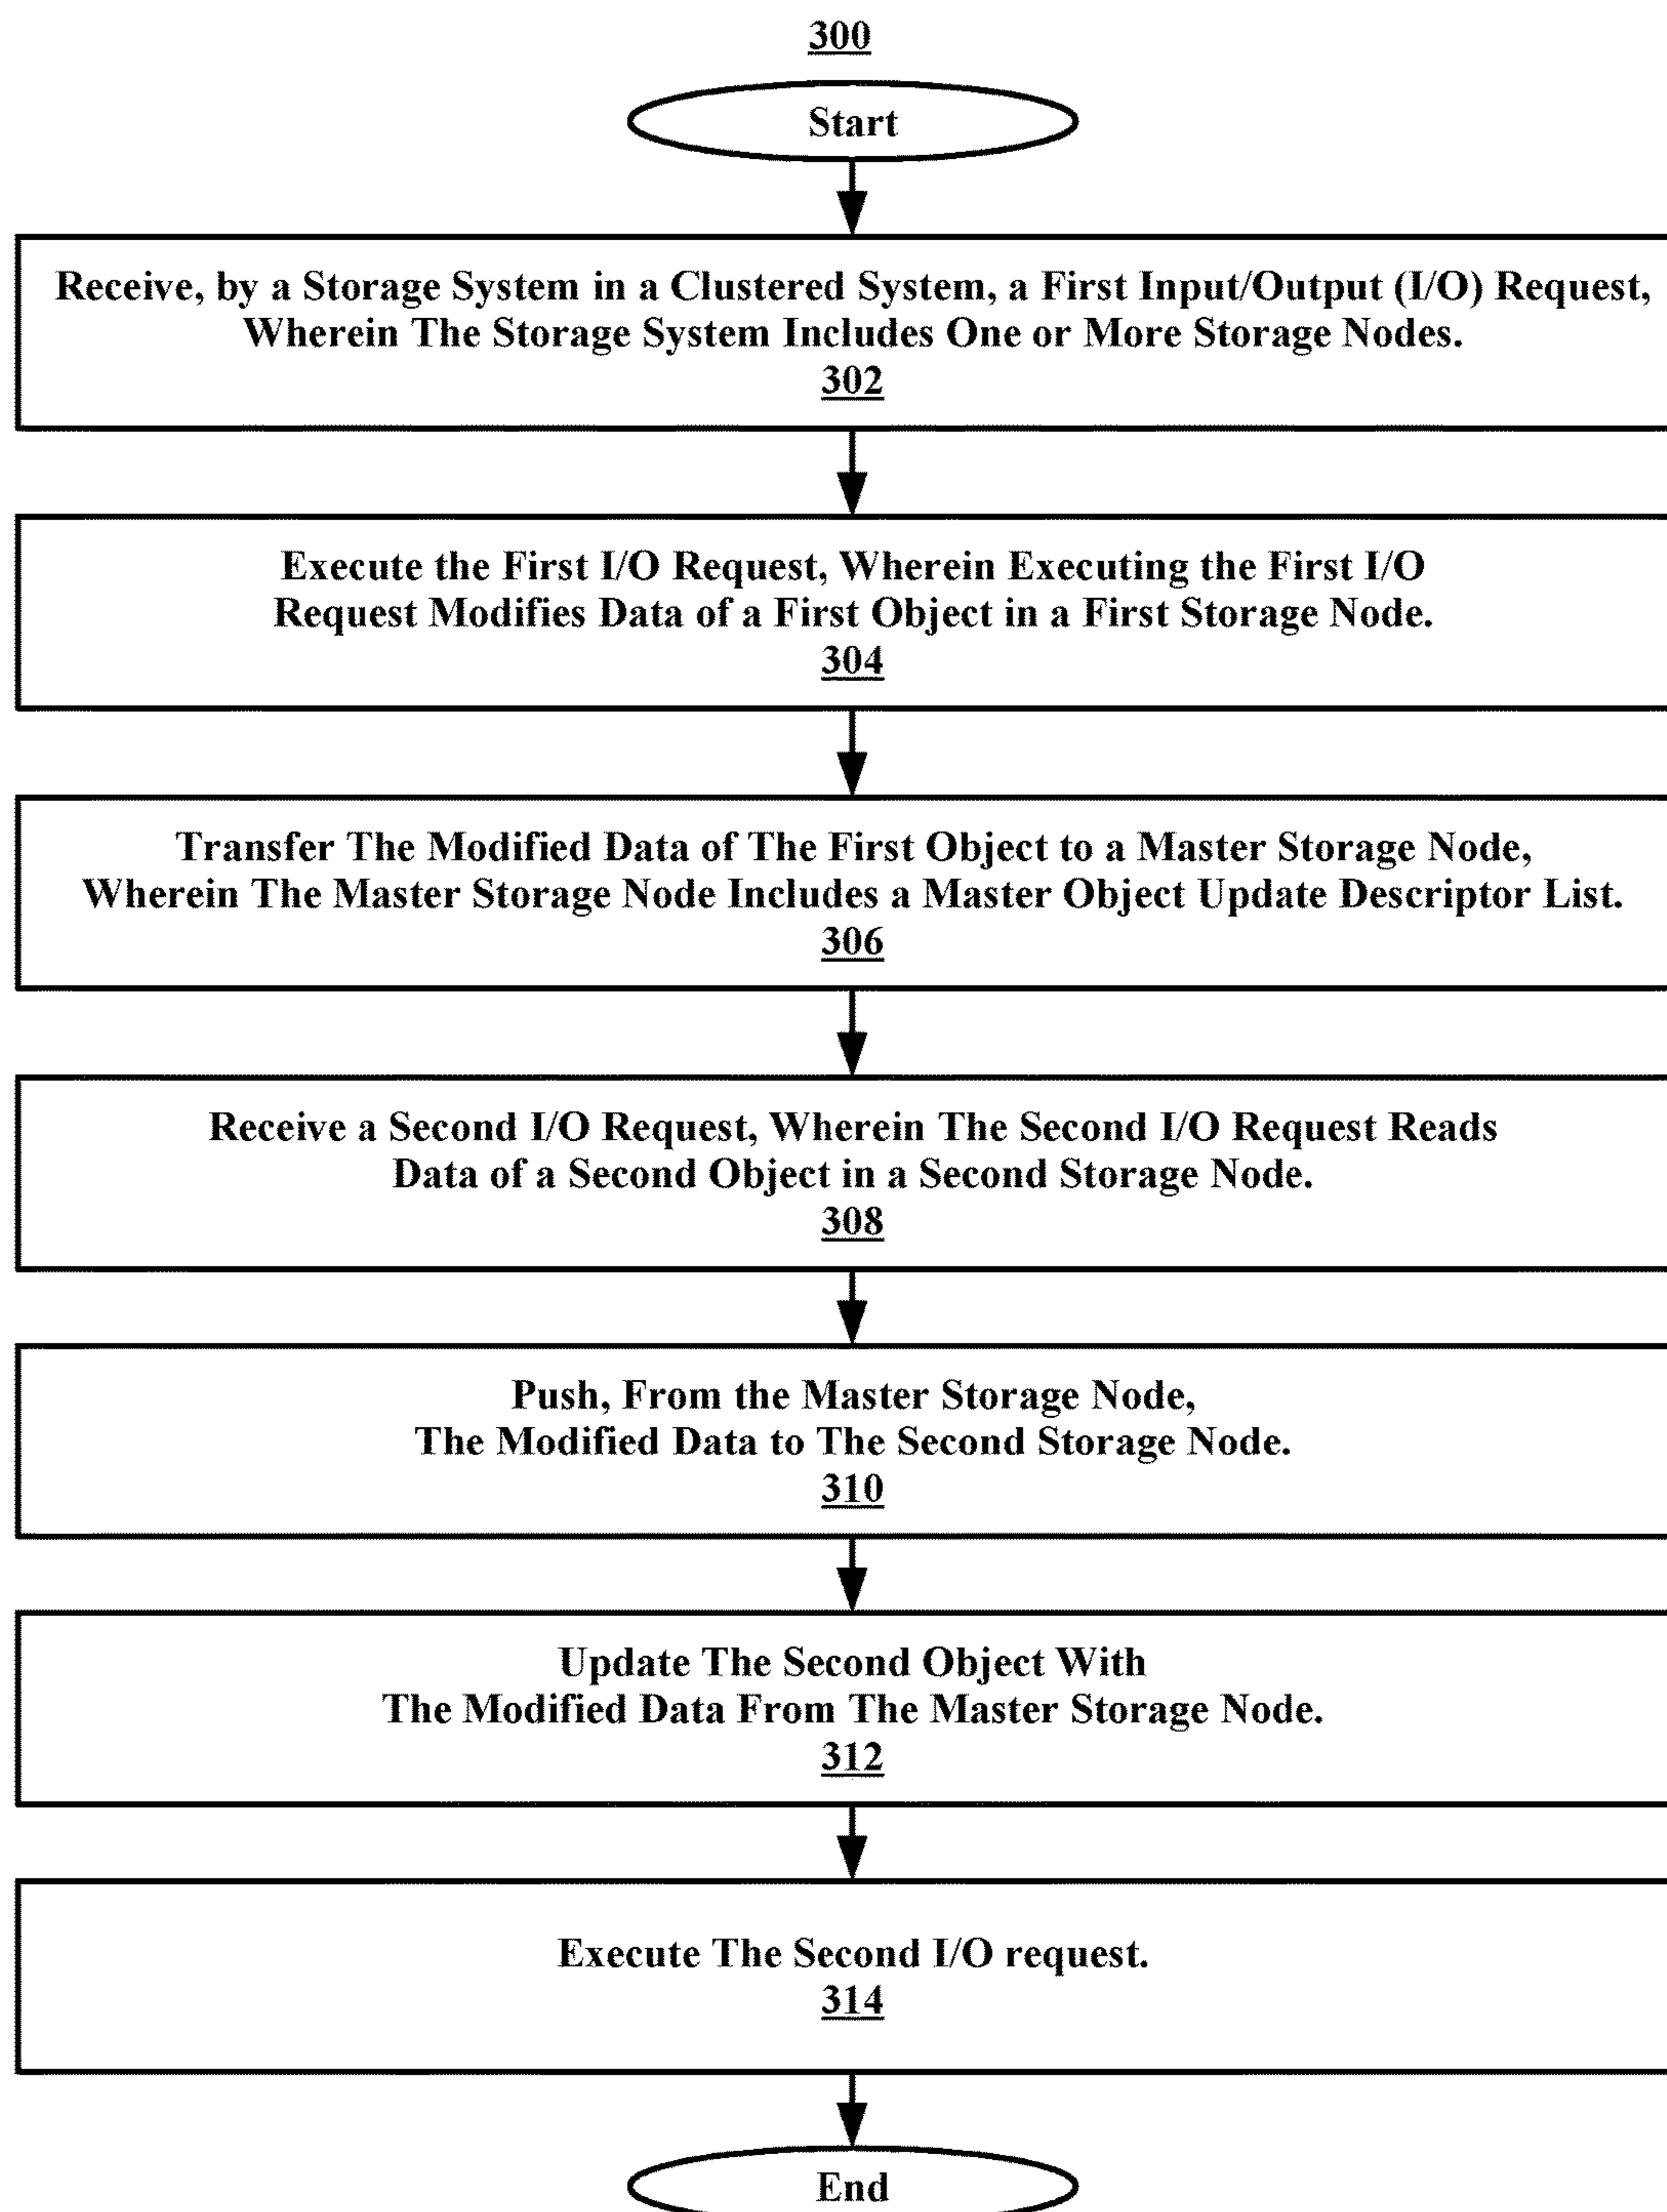 300
Start
Receive, by a Storage System in a Clustered System, a First Input/Output (I/O) Request,
Wherein The Storage System Includes One or More Storage Nodes.
302
Execute the First I/O Request, Wherein Executing the First I/O
Request Modifies Data of a First Object in a First Storage Node.
304
Transfer The Modified Data of The First Object to a Master Storage Node,
Wherein The Master Storage Node Includes a Master Object Update Descriptor List.
306
Receive a Second I/O Request, Wherein The Second I/O Request Reads
Data of a Second Object in a Second Storage Node.
308
Push, From the Master Storage Node,
The Modified Data to The Second Storage Node.
310
Update The Second Object With
The Modified Data From The Master Storage Node.
312
Execute The Second I/O request.
314
End